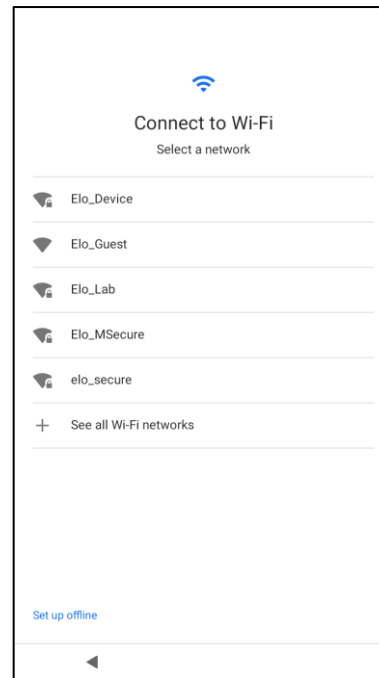 Connect to Wi-Fi
Select a network
Elo_Device
Elo_Guest
Elo_Lab
Elo_MSecure
elo_secure
See all Wi-Fi networks
Set up offline